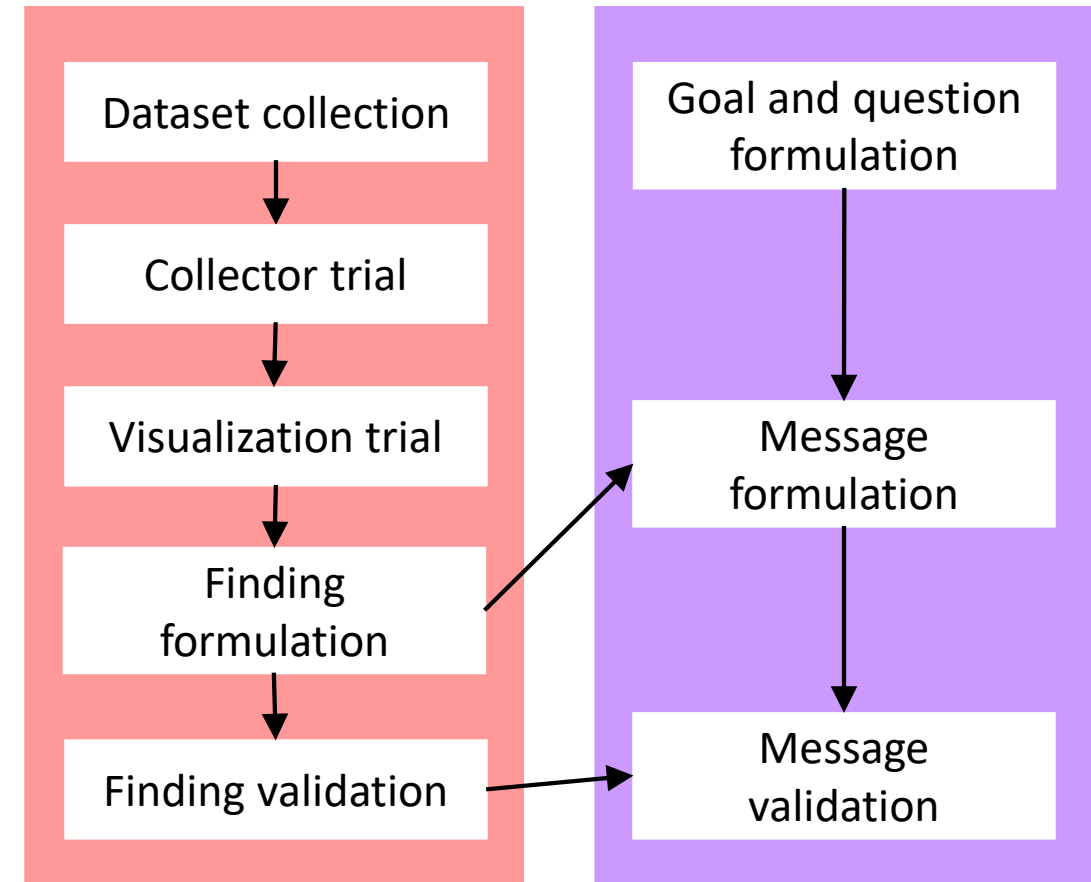 Dataset collection
Collector trial
Visualization trial
Finding
formulation
Finding validation
Goal and question
formulation
Message
formulation
Message
validation